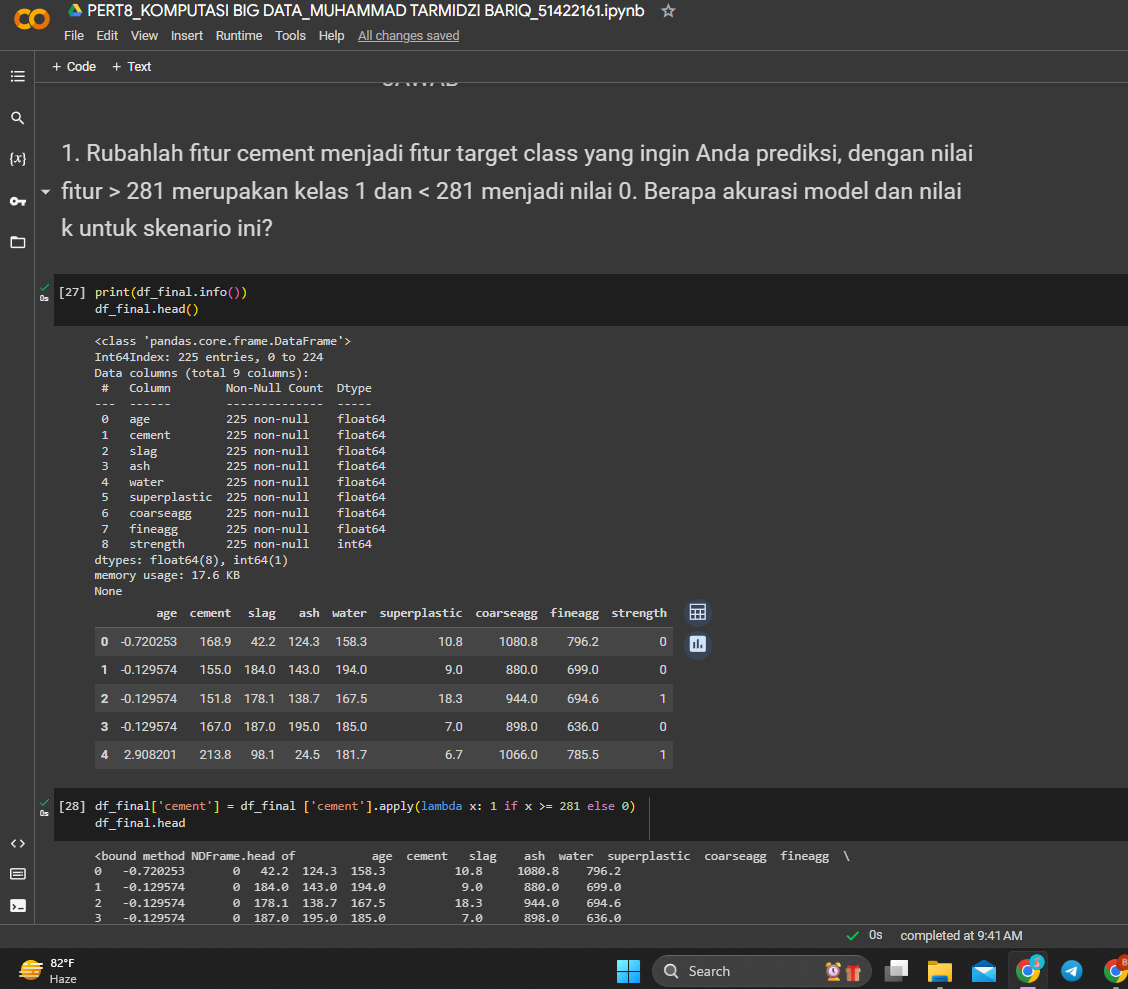 PERT8_KOMPUTASI BIG DATA_MUHAMMAD TARMIDZI BARIQ_51422161.ipynb
File Edit View Insert Runtime Tools Help All changes saved
+ Code + Text
1. Rubahlah fitur cement menjadi fitur target class yang ingin Anda prediksi, dengan nilai
fitur > 281 merupakan kelas 1 dan < 281 menjadi nilai 0. Berapa akurasi model dan nilai
k untuk skenario ini?
0s
[27] print(df_final.info())
df_final.head()
<class 'pandas.core.frame.DataFrame'>
Int64Index: 225 entries, 0 to 224
Data columns (total 9 columns):
# Column Non-Null Count Dtype
--- ------ -------------- -----
0 age 225 non-null float64
1 cement 225 non-null float64
2 slag 225 non-null float64
3 ash 225 non-null float64
4 water 225 non-null float64
5 superplastic 225 non-null float64
6 coarseagg 225 non-null float64
7 fineagg 225 non-null float64
8 strength 225 non-null int64
dtypes: float64(8), int64(1)
memory usage: 17.6 KB
None
age cement slag ash water superplastic coarseagg fineagg strength
0 -0.720253 168.9 42.2 124.3 158.3 10.8 1080.8 796.2 0
1 -0.129574 155.0 184.0 143.0 194.0 9.0 880.0 699.0 0
2 -0.129574 151.8 178.1 138.7 167.5 18.3 944.0 694.6 1
3 -0.129574 167.0 187.0 195.0 185.0 7.0 898.0 636.0 0
4 2.908201 213.8 98.1 24.5 181.7 6.7 1066.0 785.5 1
0s
[28] df_final['cement'] = df_final ['cement'].apply(lambda x: 1 if x >= 281 else 0)
df_final.head
<bound method NDFrame.head of age cement slag ash water superplastic coarseagg fineagg \
0 -0.720253 0 42.2 124.3 158.3 10.8 1080.8 796.2
1 -0.129574 0 184.0 143.0 194.0 9.0 880.0 699.0
2 -0.129574 0 178.1 138.7 167.5 18.3 944.0 694.6
3 -0.129574 0 187.0 195.0 185.0 7.0 898.0 636.0
0s completed at 9:41 AM
82°F
Haze
Search